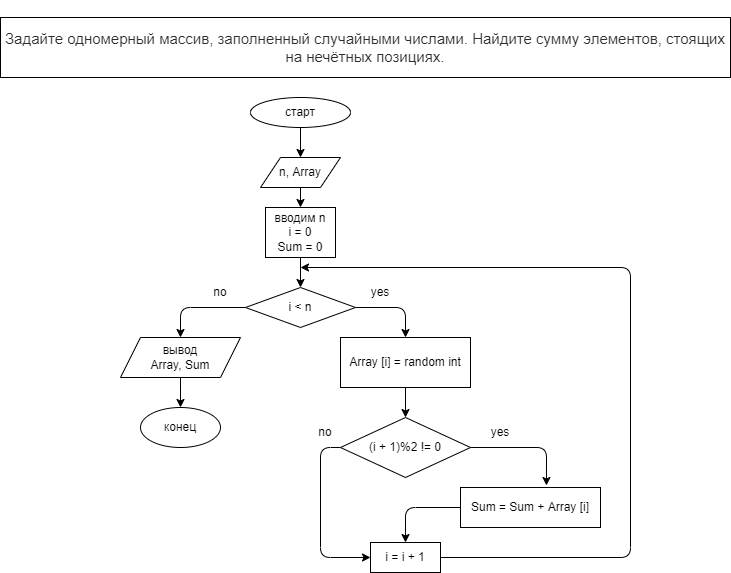 Задайте одномерный массив, заполненный случайными числами. Найдите сумму элементов, стоящих
на нечётных позициях.
старт
n, Array
вводим n
i = 0
Sum = 0
no
i < n
yes
вывод
Array, Sum
Array [i] = random int
конец
no
(i + 1)%2 != 0
yes
Sum = Sum + Array [i]
i = i + 1